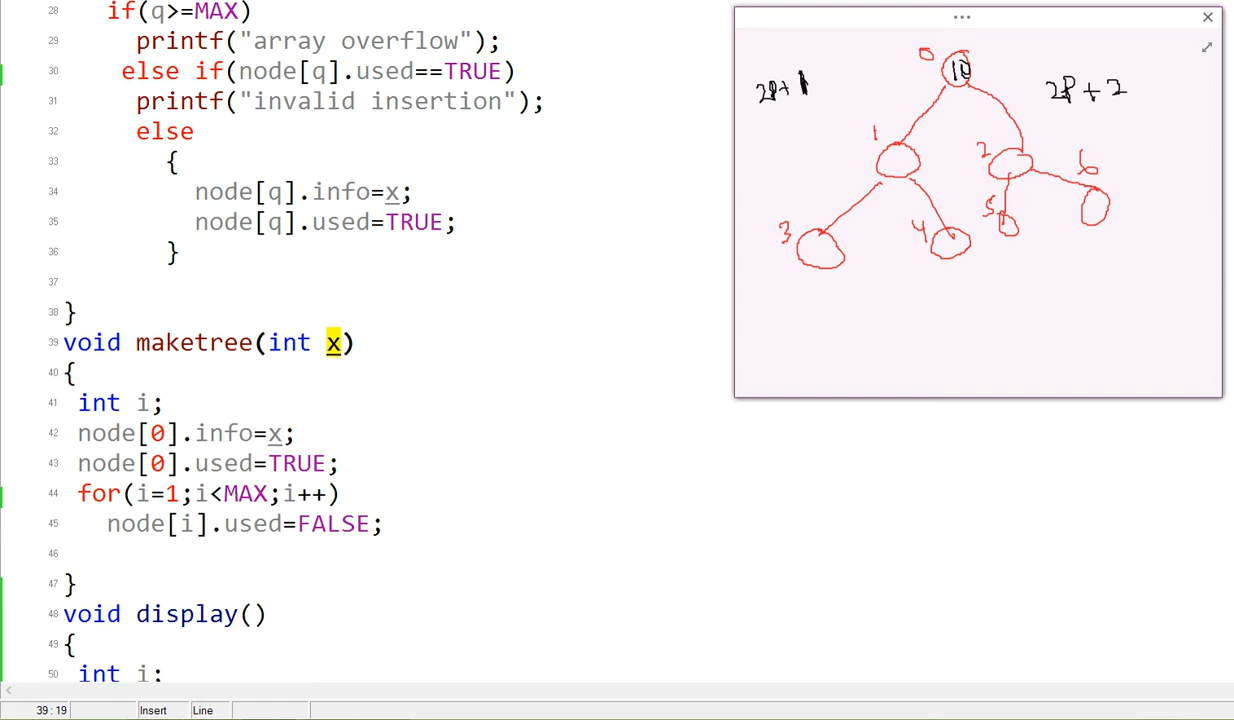 28 if(q>=MAX)
29 printf("array overflow");
30 else if(node[q].used==TRUE)
31 printf("invalid insertion");
32 else
33 {
34 node[q].info=x;
35 node[q].used=TRUE;
36 }
37
38 }
39 void maketree(int x)
40 {
41 int i;
42 node[0].info=x;
43 node[0].used=TRUE;
44 for(i=1;i<MAX;i++)
45 node[i].used=FALSE;
46
47 }
48 void display()
49 {
50 int i;
0
10
2p+1
2p+2
1
2
6
5
3
4
39 : 19 Insert Line